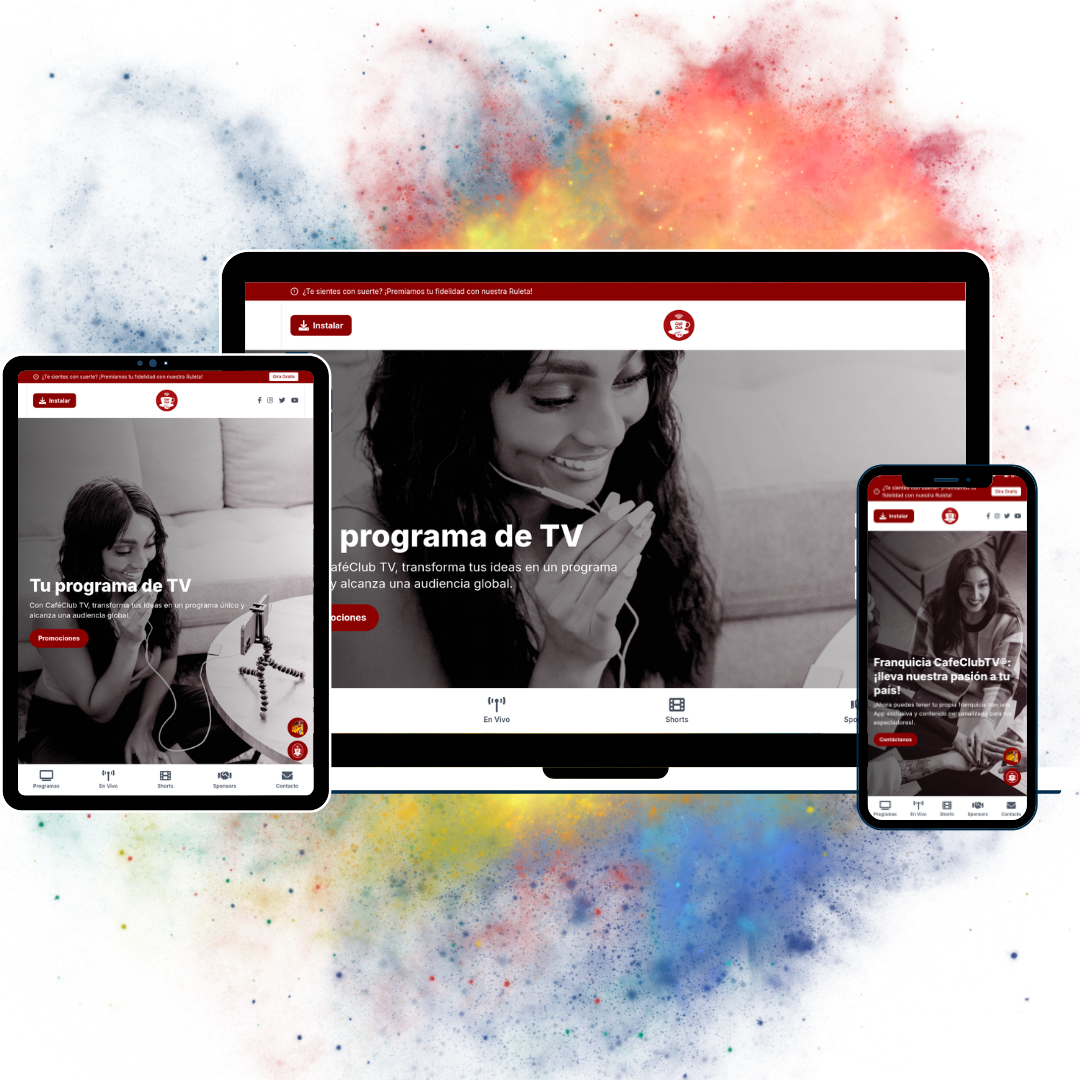 ¿Te sientes con suerte? ¡Premiamos tu fidelidad con nuestra Ruleta!
Instalar
Café
Club
programa de TV
aféClub TV, transforma tus ideas en un programa
y alcanza una audiencia global.
ociones
En Vivo
Shorts
Spo
¿Te sientes con suerte? ¡Premiamos tu fidelidad con nuestra Ruleta!
Gira Gratis
Instalar
Tu programa de TV
Con CaféClub TV, transforma tus ideas en un programa único y
alcanza una audiencia global.
Promociones
Programas
En Vivo
Shorts
Sponsors
Contacto
¿Te sientes con suerte? ¡Premiamos tu
fidelidad con nuestra Ruleta!
Gira Gratis
Instalar
Franquicia CafeClubTV®:
¡lleva nuestra pasión a tu
país!
¡Ahora puedes tener tu propia franquicia con una
App exclusiva y contenido personalizado para tus
espectadores!.
Contáctanos
Programas
En Vivo
Shorts
Sponsors
Contacto